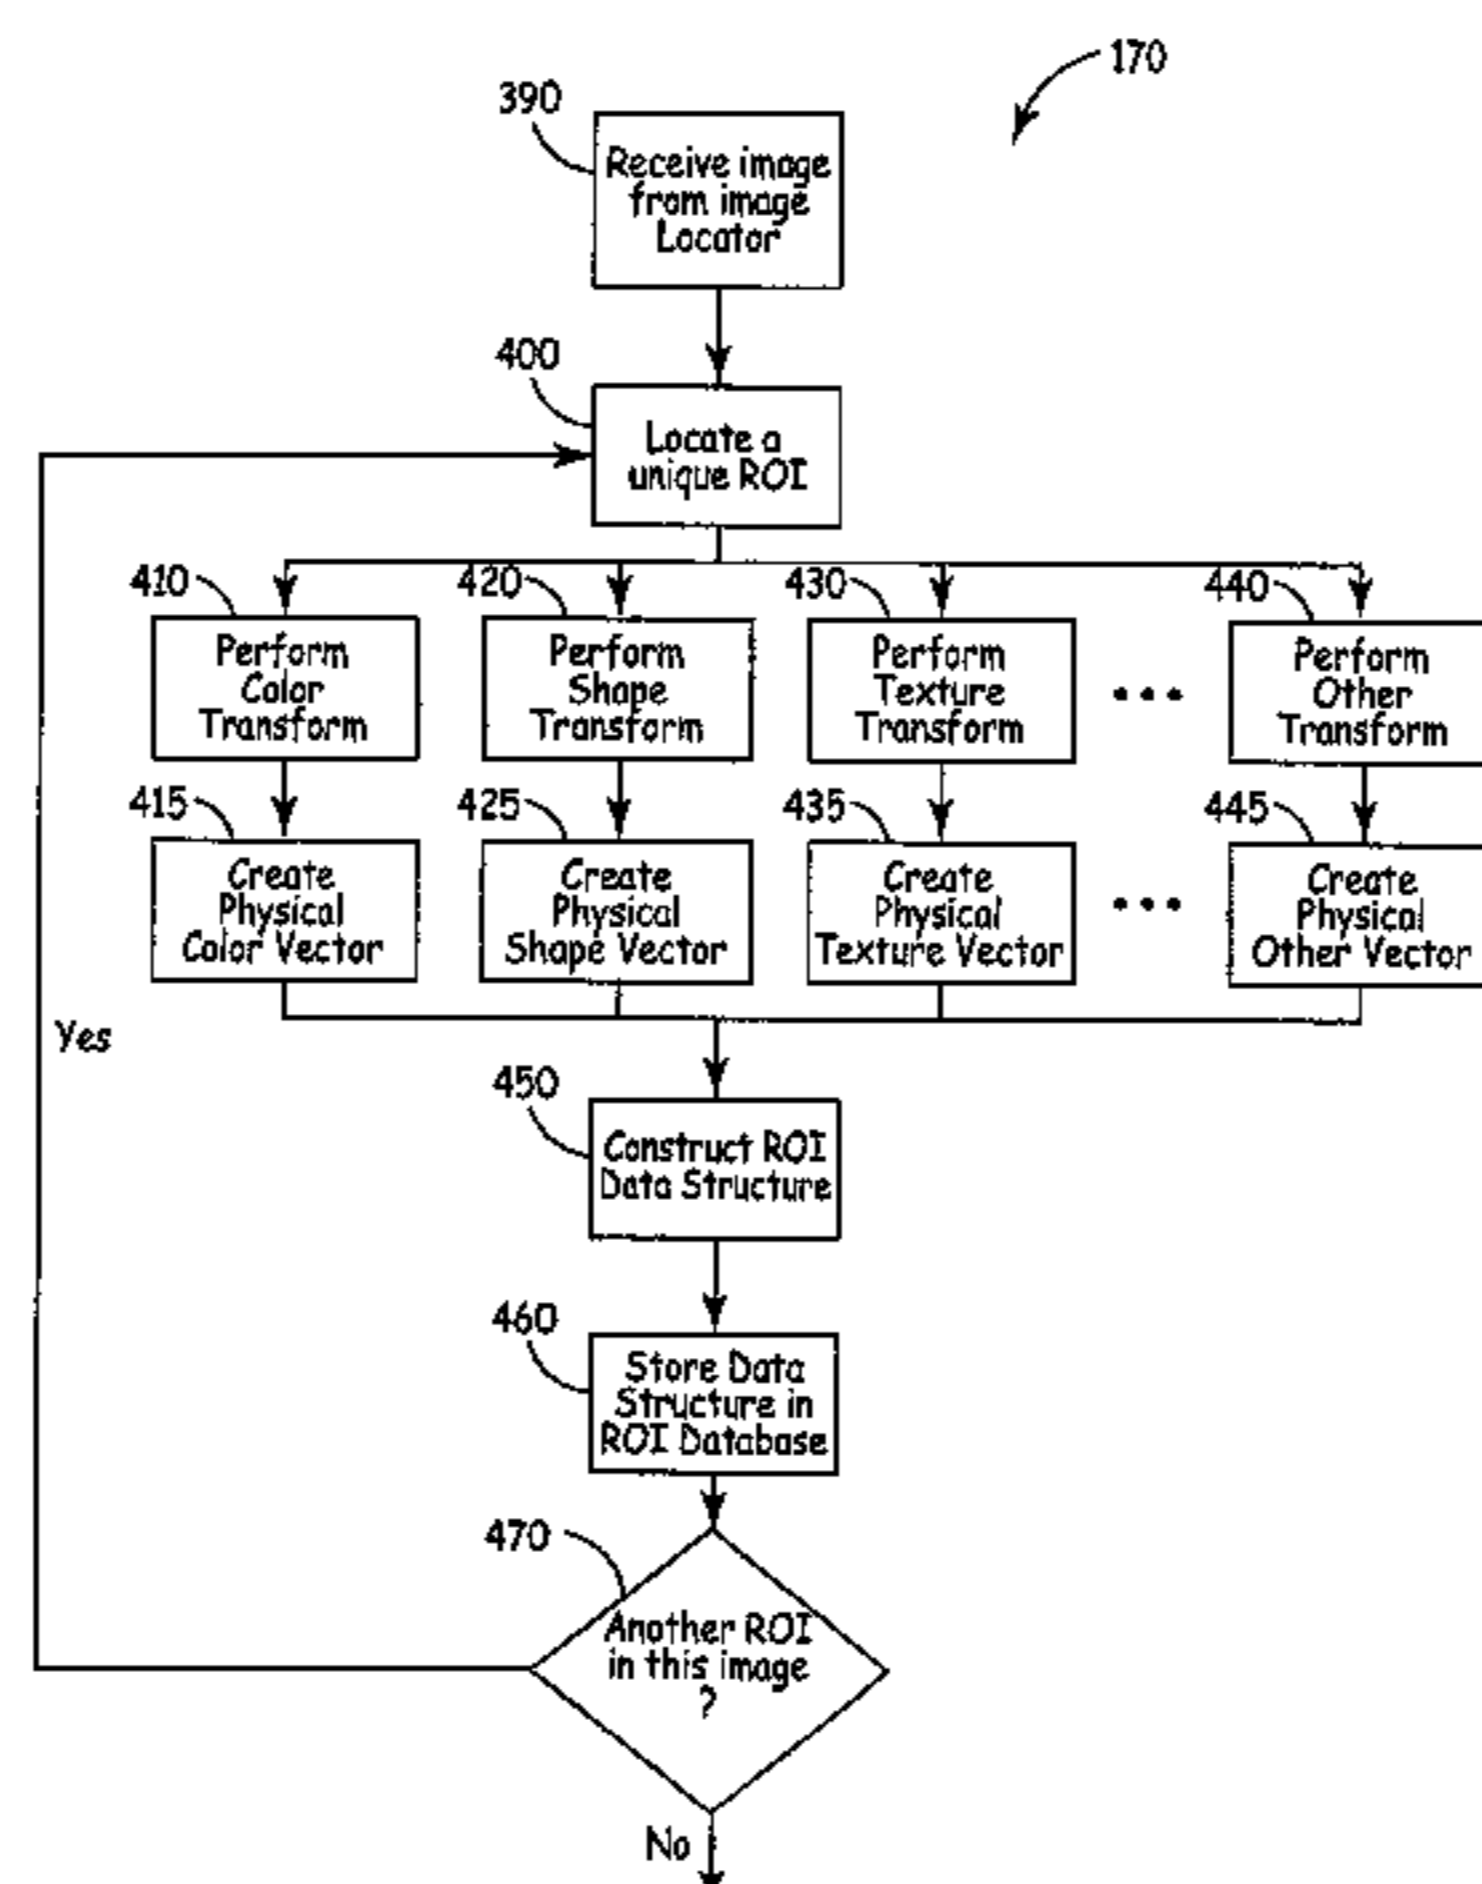 170
390
Receive image
from image
Locator
400
Locate a
unique ROI
410
420
430
440
Perform
Color
Transform
Perform
Shape
Transform
Perform
Texture
Transform
• • •
Perform
Other
Transform
415
425
435
445
Create
Physical
Color Vector
Create
Physical
Shape Vector
Create
Physical
Texture Vector
• • •
Create
Physical
Other Vector
Yes
450
Construct ROI
Data Structure
460
Store Data
Structure in
ROI Database
470
Another ROI
in this image
?
No